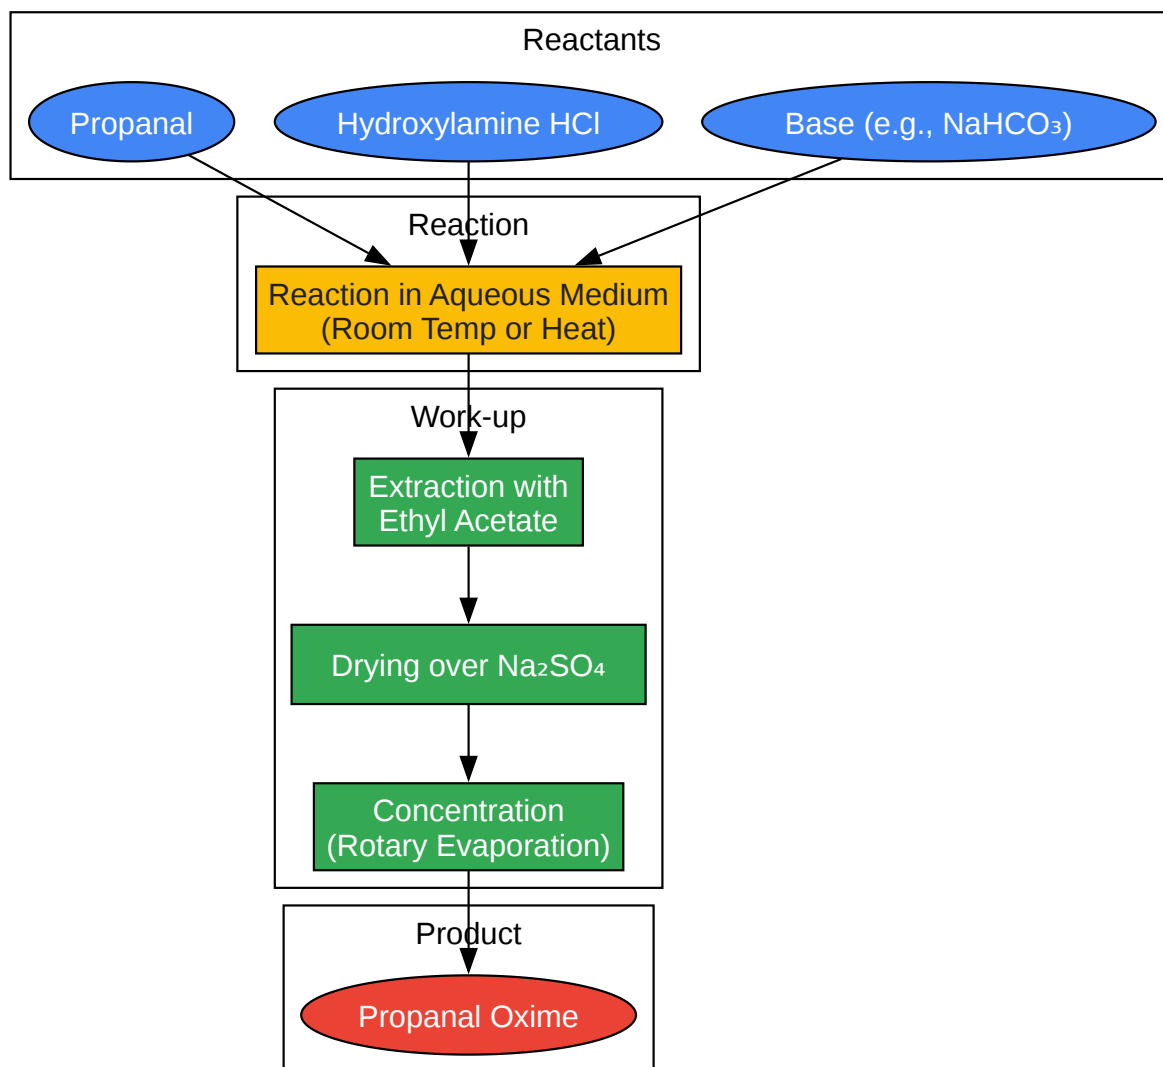 Reactants
Propanal
Hydroxylamine HCl
Base (e.g., NaHCO₃)
Reaction
Reaction in Aqueous Medium
(Room Temp or Heat)
Work-up
Extraction with
Ethyl Acetate
Drying over Na₂SO₄
Concentration
(Rotary Evaporation)
Product
Propanal Oxime